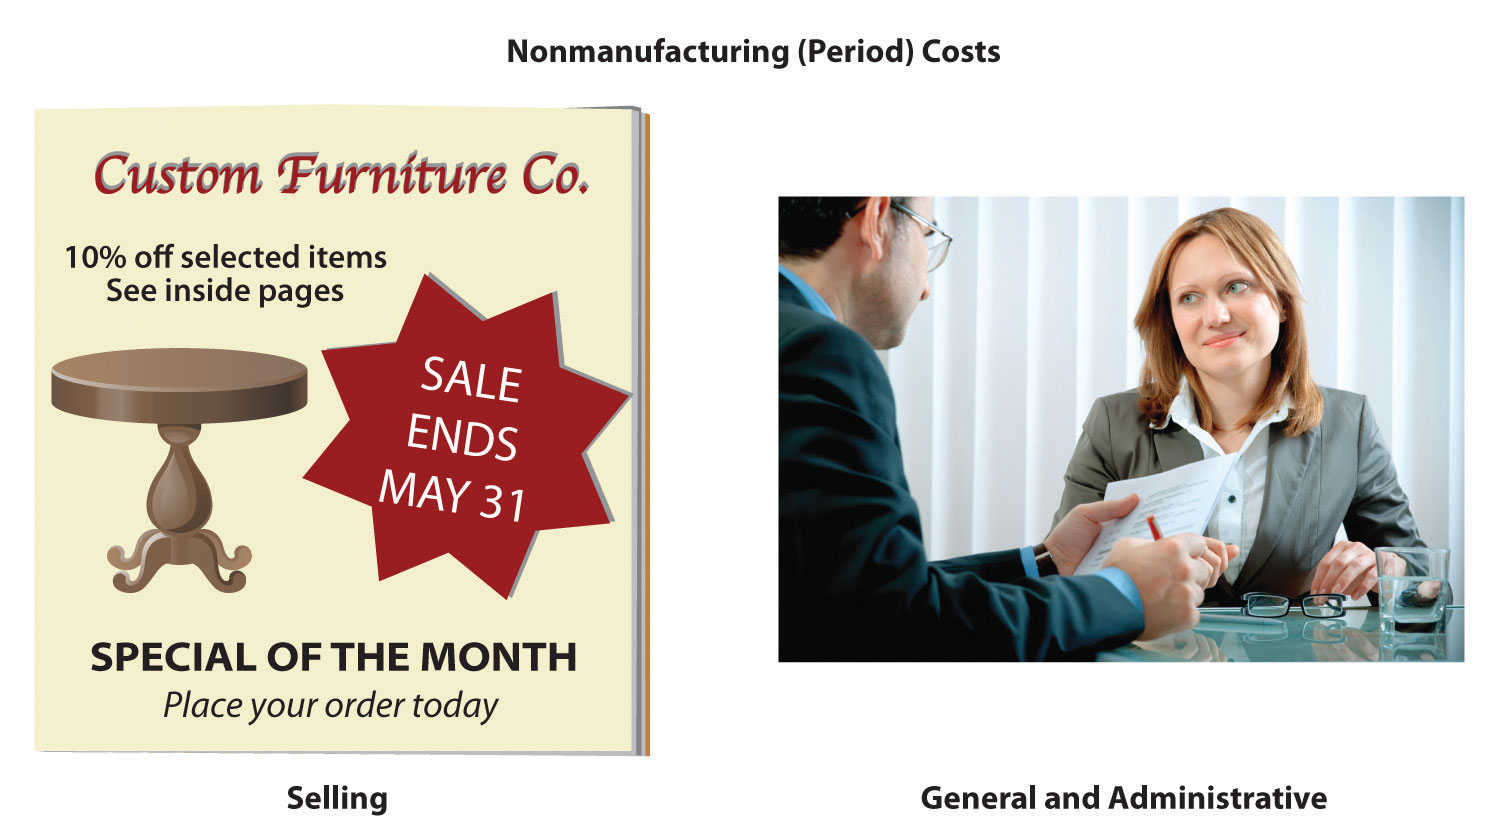 Nonmanufacturing (Period) Costs
Custom Furniture Co.
10% off selected items
See inside pages
SALE
ENDS
MAY 31
SPECIAL OF THE MONTH
Place your order today
Selling
General and Administrative